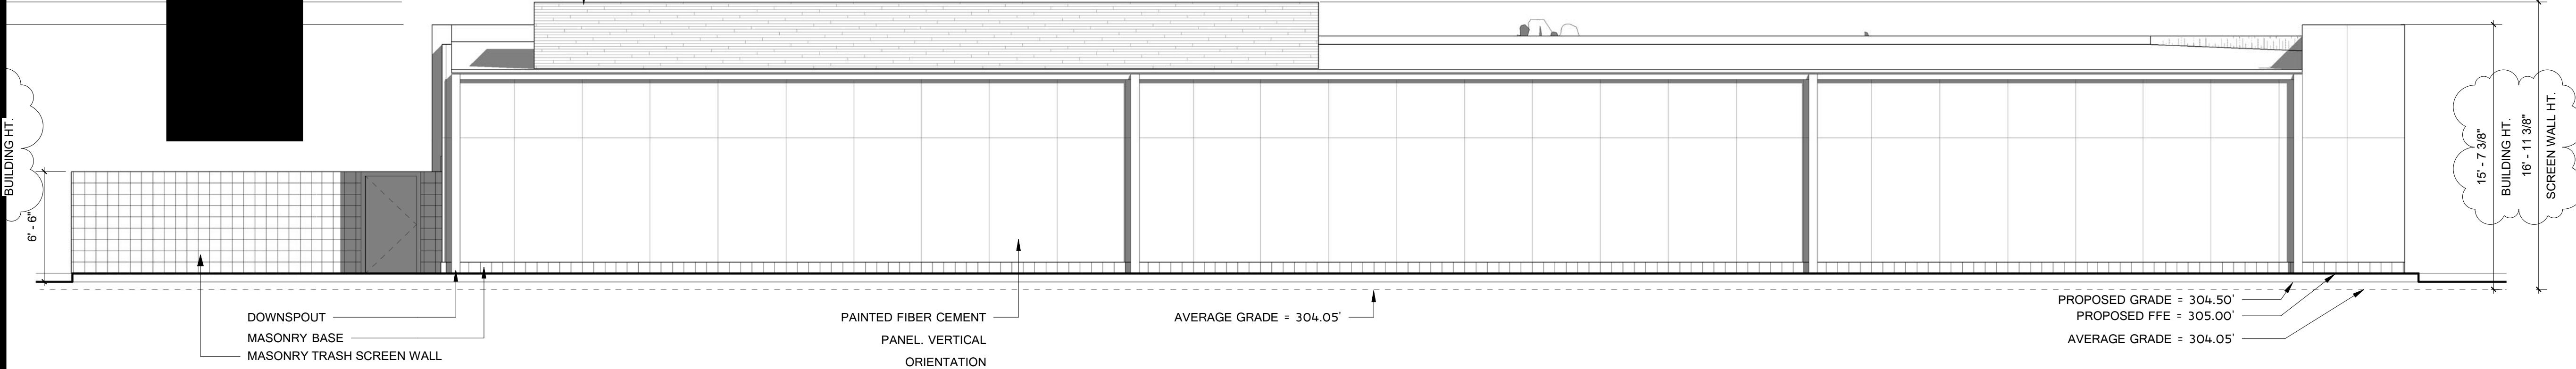 BUILDING HT.
6' - 6"
DOWNSPOUT
MASONRY BASE
MASONRY TRASH SCREEN WALL
PAINTED FIBER CEMENT
PANEL. VERTICAL
ORIENTATION
AVERAGE GRADE = 304.05'
PROPOSED GRADE = 304.50'
PROPOSED FFE = 305.00'
AVERAGE GRADE = 304.05'
15' - 7 3/8"
BUILDING HT.
16' - 11 3/8"
SCREEN WALL HT.